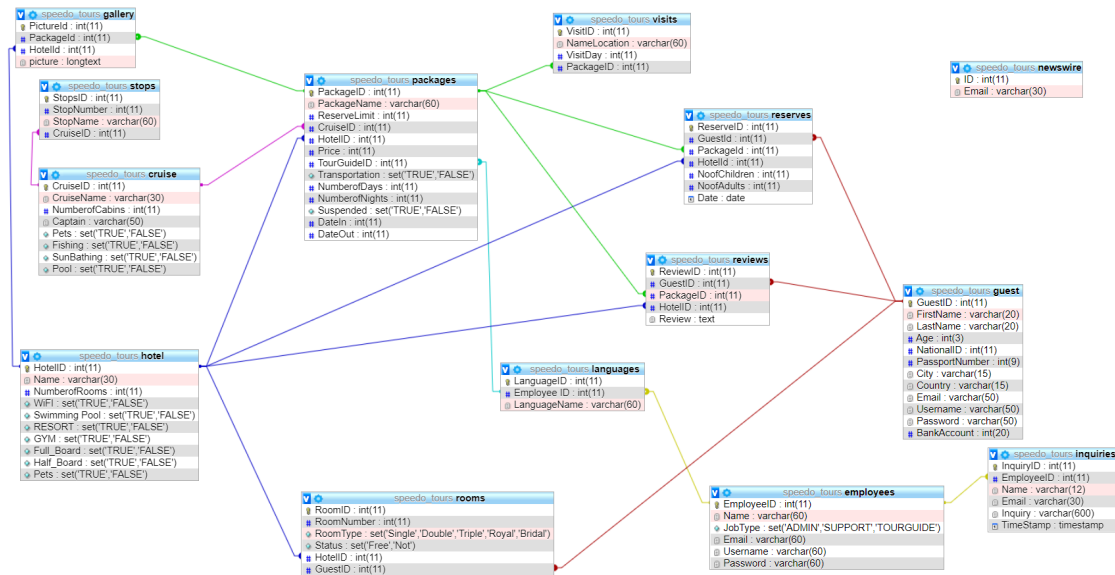 speedo_tours gallery
PictureId : int(11)
PackageId : int(11)
HotelId : int(11)
picture : longtext
speedo_tours stops
StopsID : int(11)
StopNumber : int(11)
StopName : varchar(60)
CruiseID : int(11)
speedo_tours cruise
CruiseID : int(11)
CruiseName : varchar(30)
NumberofCabins : int(11)
Captain : varchar(50)
Pets : set('TRUE','FALSE')
Fishing : set('TRUE','FALSE')
SunBathing : set('TRUE','FALSE')
Pool : set('TRUE','FALSE')
speedo_tours hotel
HotelID : int(11)
Name : varchar(30)
NumberofRooms : int(11)
WiFI : set('TRUE','FALSE')
Swimming Pool : set('TRUE','FALSE')
RESORT : set('TRUE','FALSE')
GYM : set('TRUE','FALSE')
Full_Board : set('TRUE','FALSE')
Half_Board : set('TRUE','FALSE')
Pets : set('TRUE','FALSE')
speedo_tours packages
PackageID : int(11)
PackageName : varchar(60)
ReserveLimit : int(11)
CruiseID : int(11)
HotelID : int(11)
Price : int(11)
TourGuideID : int(11)
Transportation : set('TRUE','FALSE')
NumberofDays : int(11)
NumberofNights : int(11)
Suspended : set('TRUE','FALSE')
DateIn : int(11)
DateOut : int(11)
speedo_tours rooms
RoomID : int(11)
RoomNumber : int(11)
RoomType : set('Single','Double','Triple','Royal','Bridal')
Status : set('Free','Not')
HotelID : int(11)
GuestID : int(11)
speedo_tours visits
VisitID : int(11)
NameLocation : varchar(60)
VisitDay : int(11)
PackageID : int(11)
speedo_tours languages
LanguageID : int(11)
Employee ID : int(11)
LanguageName : varchar(60)
speedo_tours reserves
ReserveID : int(11)
GuestId : int(11)
PackageId : int(11)
HotelId : int(11)
NoofChildren : int(11)
NoofAdults : int(11)
Date : date
speedo_tours reviews
ReviewID : int(11)
GuestID : int(11)
PackageID : int(11)
HotelID : int(11)
Review : text
speedo_tours employees
EmployeeID : int(11)
Name : varchar(60)
JobType : set('ADMIN','SUPPORT','TOURGUIDE')
Email : varchar(60)
Username : varchar(60)
Password : varchar(60)
speedo_tours newswire
ID : int(11)
Email : varchar(30)
speedo_tours guest
GuestID : int(11)
FirstName : varchar(20)
LastName : varchar(20)
Age : int(3)
NationalID : int(11)
PassportNumber : int(9)
City : varchar(15)
Country : varchar(15)
Email : varchar(50)
Username : varchar(50)
Password : varchar(50)
BankAccount : int(20)
speedo_tours inquiries
InquiryID : int(11)
EmployeeID : int(11)
Name : varchar(12)
Email : varchar(30)
Inquiry : varchar(600)
TimeStamp : timestamp